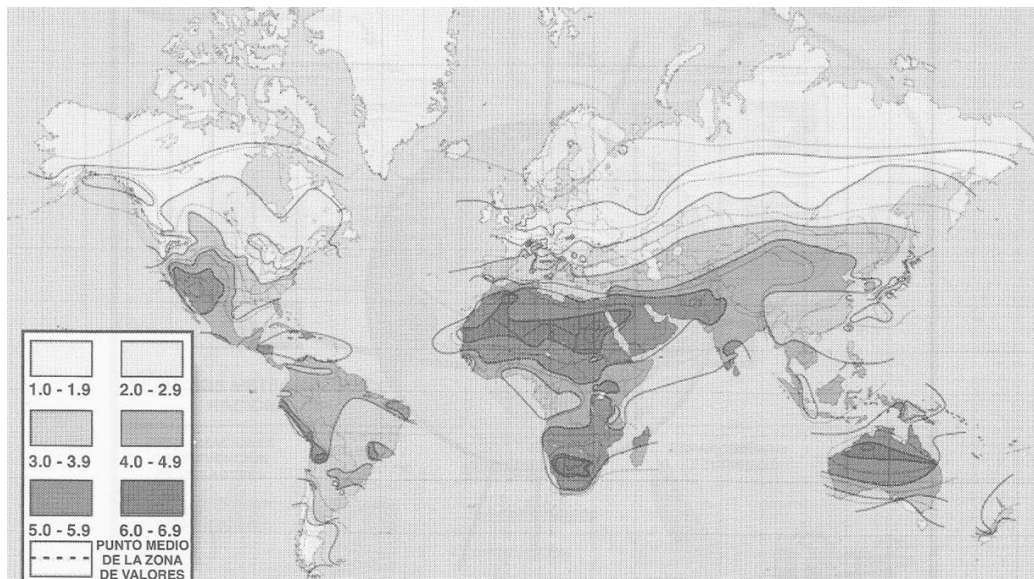 1.0 - 1.9 2.0 - 2.9
3.0 - 3.9 4.0 - 4.9
5.0 - 5.9 6.0 - 6.9
PUNTO MEDIO
DE LA ZONA
DE VALORES